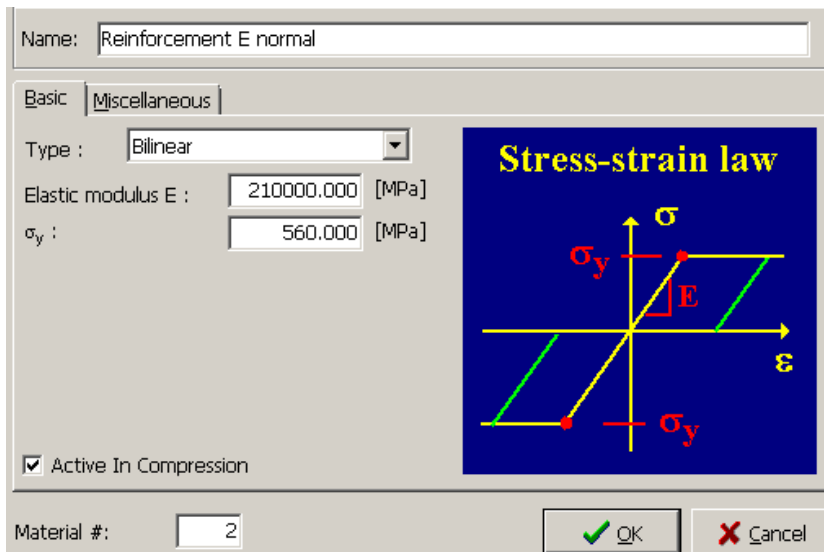 Name: Reinforcement E normal
Basic Miscellaneous
Type : Bilinear
Elastic modulus E : 210000.000 [MPa]
σy : 560.000 [MPa]
Stress-strain law
σ
σy
E
ε
σy
Active In Compression
Material #: 2
OK Cancel